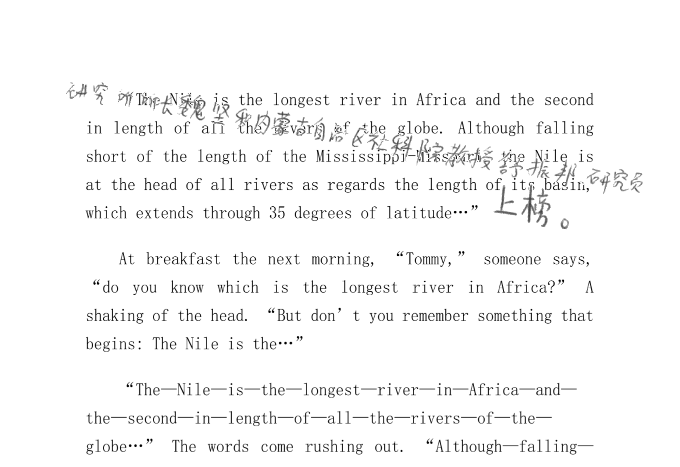 The Nile is the longest river in Africa and the second
in length of all the rivers of the globe. Although falling
short of the length of the Mississippi-Missouri, the Nile is
at the head of all rivers as regards the length of its basin,
which extends through 35 degrees of latitude…”
研究所所长魏坚和内蒙古自治区社科院教授舒振邦研究员
上榜。
At breakfast the next morning, “Tommy,” someone says,
“do you know which is the longest river in Africa?” A
shaking of the head. “But don't you remember something that
begins: The Nile is the…”
“The—Nile—is—the—longest—river—in—Africa—and—
the—second—in—length—of—all—the—rivers—of—the—
globe…” The words come rushing out. “Although—falling—